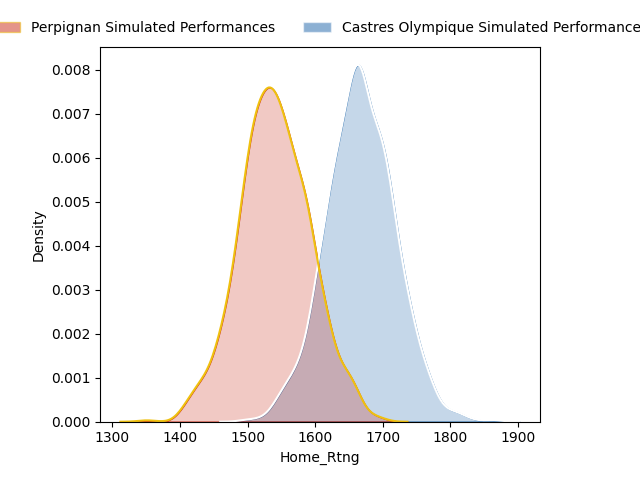 Perpignan Simulated Performances Castres Olympique Simulated Performance
0.008
0.007
0.006
0.005
0.004
0.003
0.002
0.001
0.000
Density
1300 1400 1500 1600 1700 1800 1900
Home_Rtng